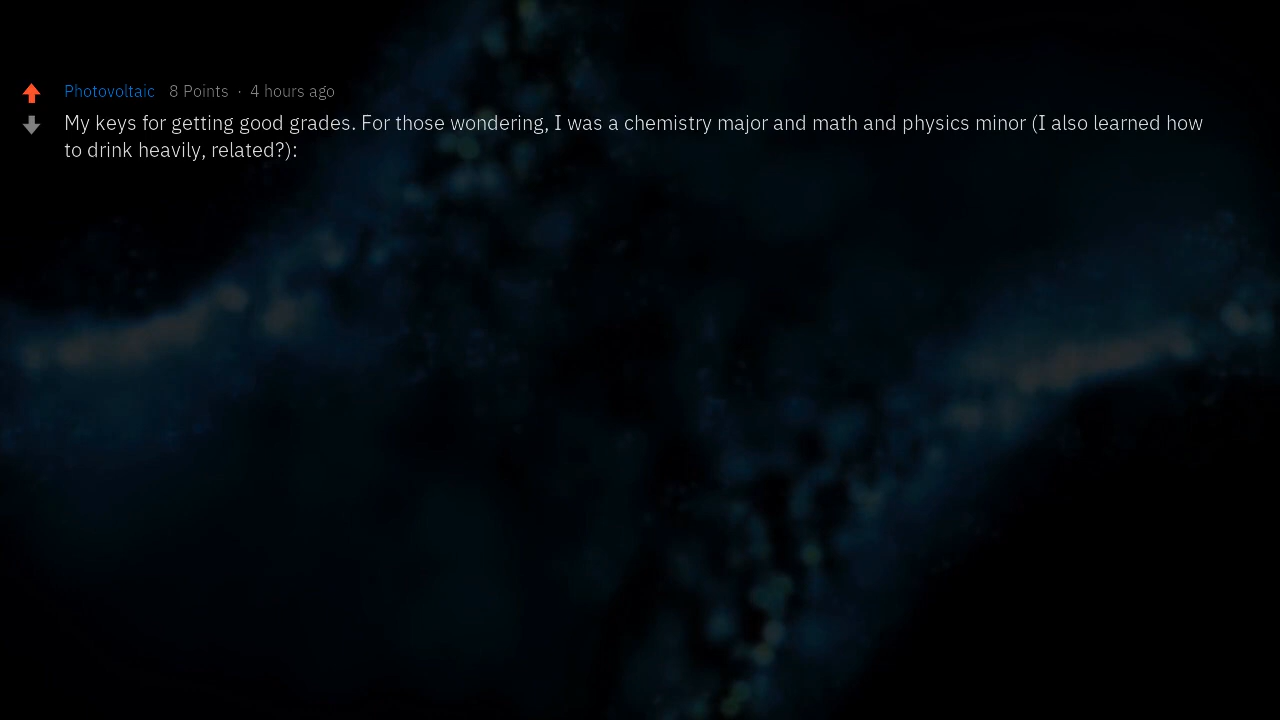 Photovoltaic 8 Points · 4 hours ago
My keys for getting good grades. For those wondering, I was a chemistry major and math and physics minor (I also learned how
to drink heavily, related?):